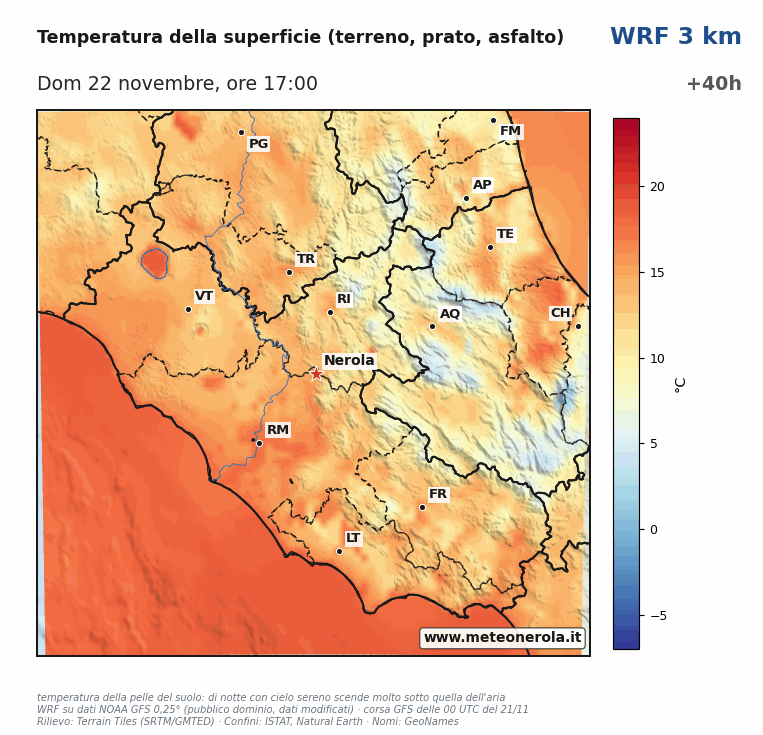 Temperatura della superficie (terreno, prato, asfalto)
WRF 3 km
Dom 22 novembre, ore 17:00
+40h
FM
PG
AP
TE
TR
VT
RI
AQ
CH
Nerola
RM
FR
LT
20
15
10
5
0
−5
°C
www.meteonerola.it
temperatura della pelle del suolo: di notte con cielo sereno scende molto sotto quella dell'aria
WRF su dati NOAA GFS 0,25° (pubblico dominio, dati modificati) · corsa GFS delle 00 UTC del 21/11
Rilievo: Terrain Tiles (SRTM/GMTED) · Confini: ISTAT, Natural Earth · Nomi: GeoNames